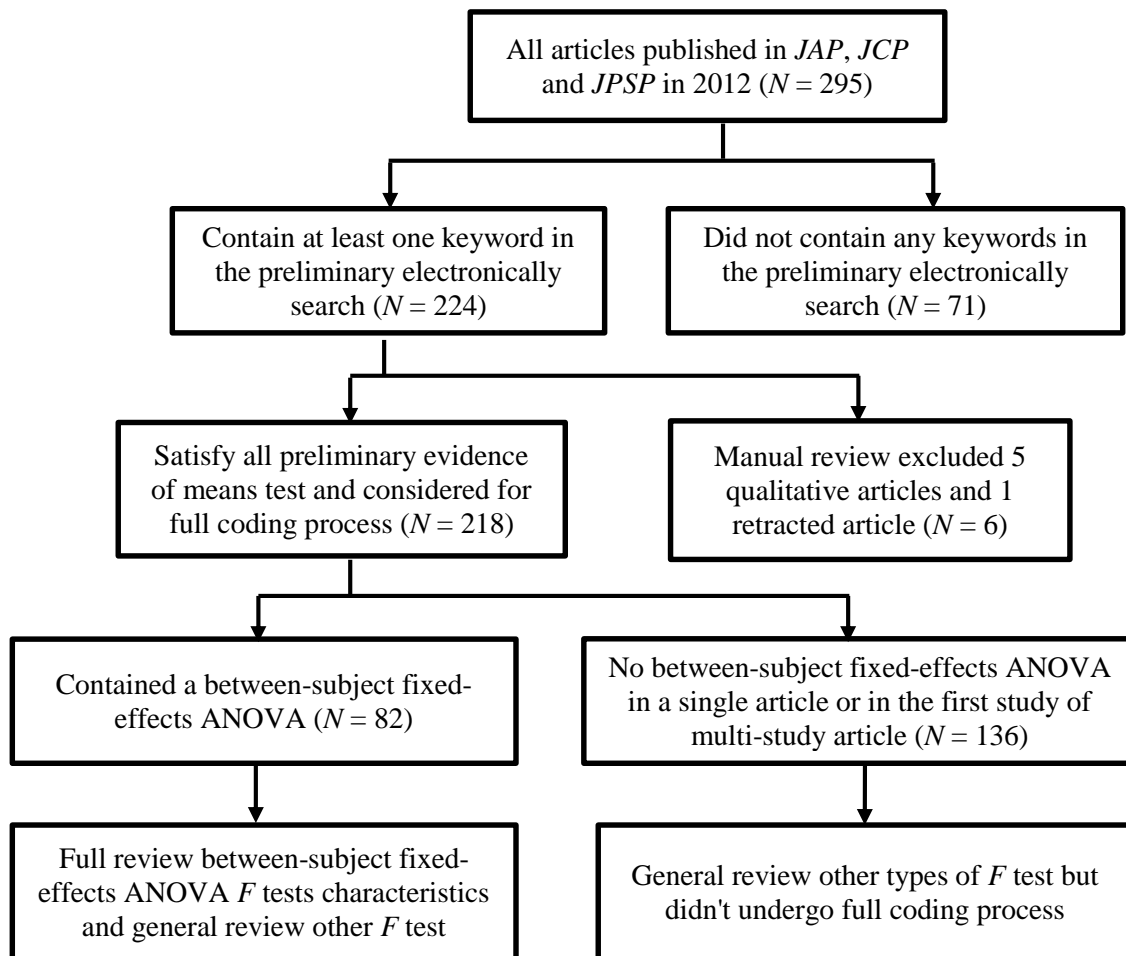 All articles published in JAP, JCP
and JPSP in 2012 (N = 295)
Contain at least one keyword in
the preliminary electronically
search (N = 224)
Did not contain any keywords in
the preliminary electronically
search (N = 71)
Satisfy all preliminary evidence
of means test and considered for
full coding process (N = 218)
Manual review excluded 5
qualitative articles and 1
retracted article (N = 6)
Contained a between-subject fixed-
effects ANOVA (N = 82)
No between-subject fixed-effects ANOVA
in a single article or in the first study of
multi-study article (N = 136)
Full review between-subject fixed-
effects ANOVA F tests characteristics
and general review other F test
General review other types of F test but
didn't undergo full coding process